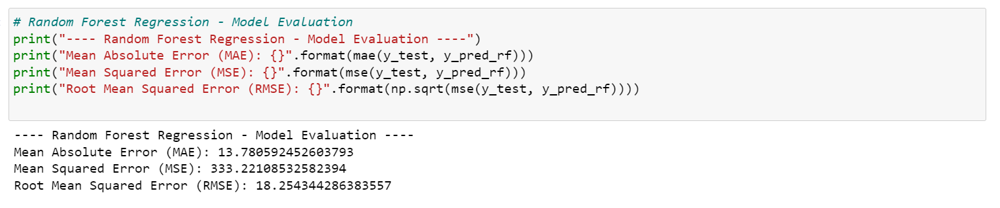 # Random Forest Regression - Model Evaluation
print("---- Random Forest Regression - Model Evaluation ----")
print("Mean Absolute Error (MAE): {}".format(mae(y_test, y_pred_rf)))
print("Mean Squared Error (MSE): {}".format(mse(y_test, y_pred_rf)))
print("Root Mean Squared Error (RMSE): {}".format(np.sqrt(mse(y_test, y_pred_rf))))
---- Random Forest Regression - Model Evaluation ----
Mean Absolute Error (MAE): 13.780592452603793
Mean Squared Error (MSE): 333.22108532582394
Root Mean Squared Error (RMSE): 18.254344286383557